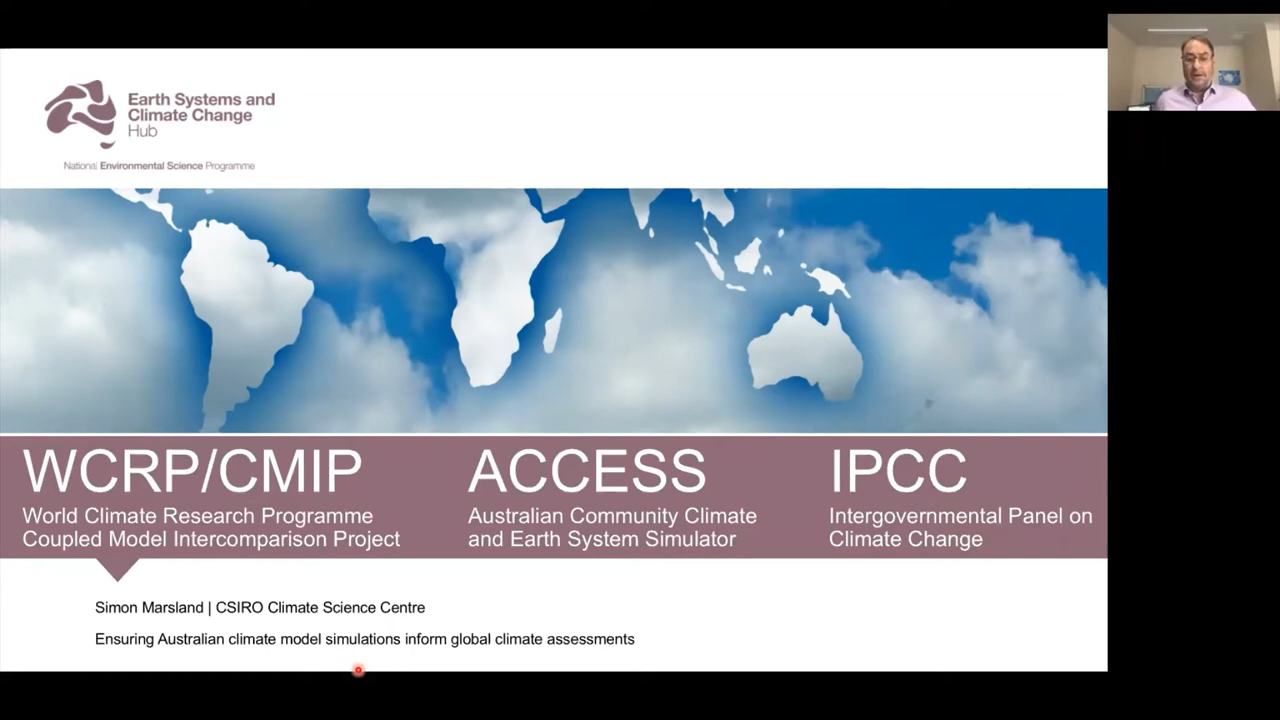 Earth Systems and
Climate Change
Hub
National Environmental Science Programme
WCRP/CMIP
World Climate Research Programme
Coupled Model Intercomparison Project
ACCESS
Australian Community Climate
and Earth System Simulator
IPCC
Intergovernmental Panel on
Climate Change
Simon Marsland | CSIRO Climate Science Centre
Ensuring Australian climate model simulations inform global climate assessments